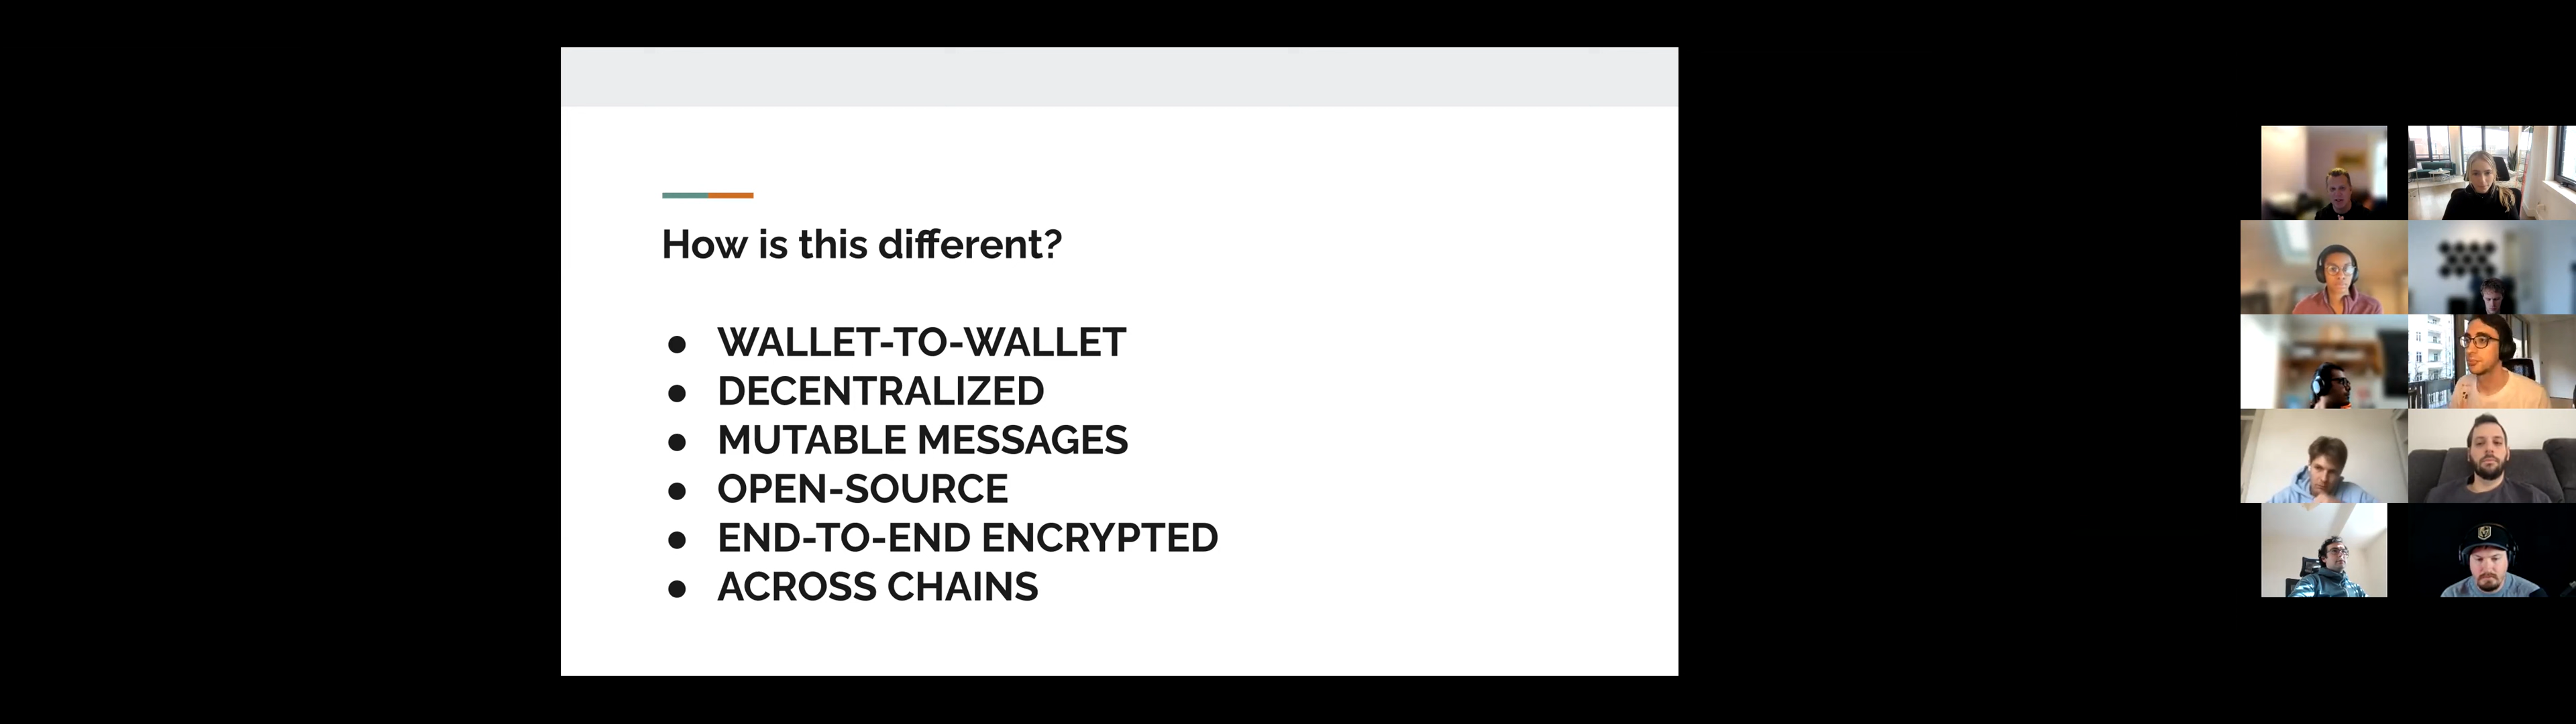 How is this different?
● WALLET-TO-WALLET
● DECENTRALIZED
● MUTABLE MESSAGES
● OPEN-SOURCE
● END-TO-END ENCRYPTED
● ACROSS CHAINS